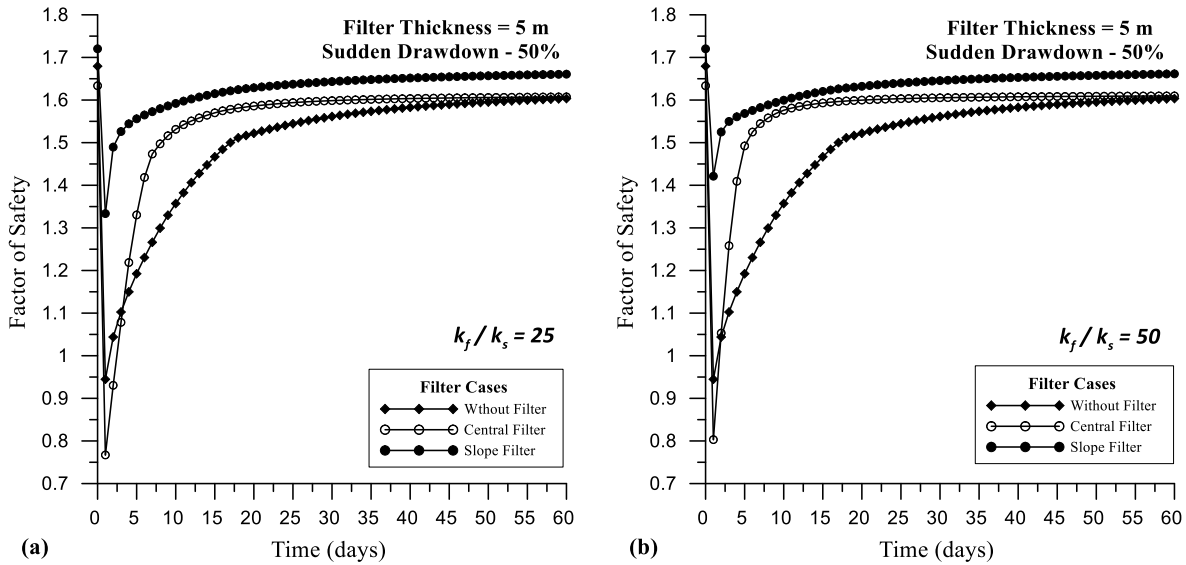 Filter Thickness = 5 m
Sudden Drawdown - 50%
1.8
1.7
1.6
1.5
1.4
1.3
1.2
1.1
1
0.9
0.8
0.7
Factor of Safety
kf / ks = 25
Filter Cases
Wthout Filter
Central Filter
Slope Filter
0 5 10 15 20 25 30 35 40 45 50 55 60
(a) Time (days)
Filter Thickness = 5 m
Sudden Drawdown - 50%
1.8
1.7
1.6
1.5
1.4
1.3
1.2
1.1
1
0.9
0.8
0.7
Factor of Safety
kf / ks = 50
Filter Cases
Without Filter
Central Filter
Slope Filter
0 5 10 15 20 25 30 35 40 45 50 55 60
(b) Time (days)